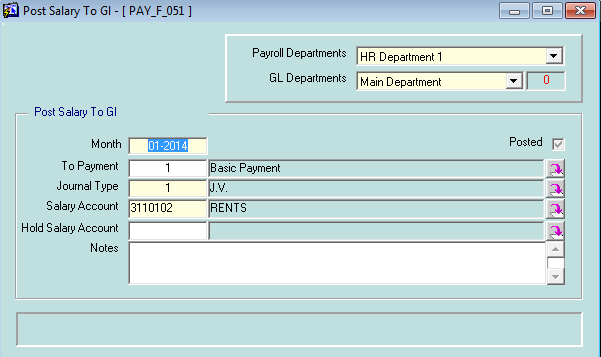 Post Salary To Gl - [ PAY_F_051 ]
Payroll Departments HR Department 1
GL Departments Main Department 0
Post Salary To Gl
Month 01-2014 Posted
To Payment 1 Basic Payment
Journal Type 1 J.V.
Salary Account 3110102 RENTS
Hold Salary Account
Notes